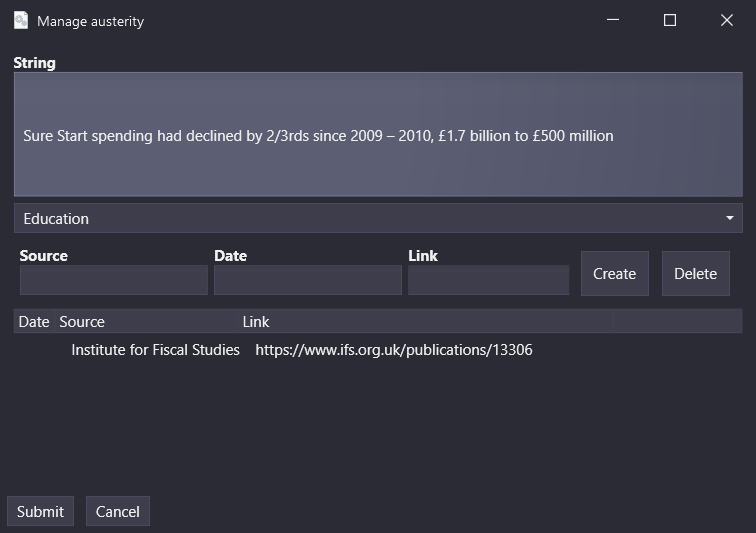 Manage austerity
String
Sure Start spending had declined by 2/3rds since 2009 – 2010, £1.7 billion to £500 million
Education
Source Date Link
Create Delete
Date Source Link
Institute for Fiscal Studies https://www.ifs.org.uk/publications/13306
Submit Cancel